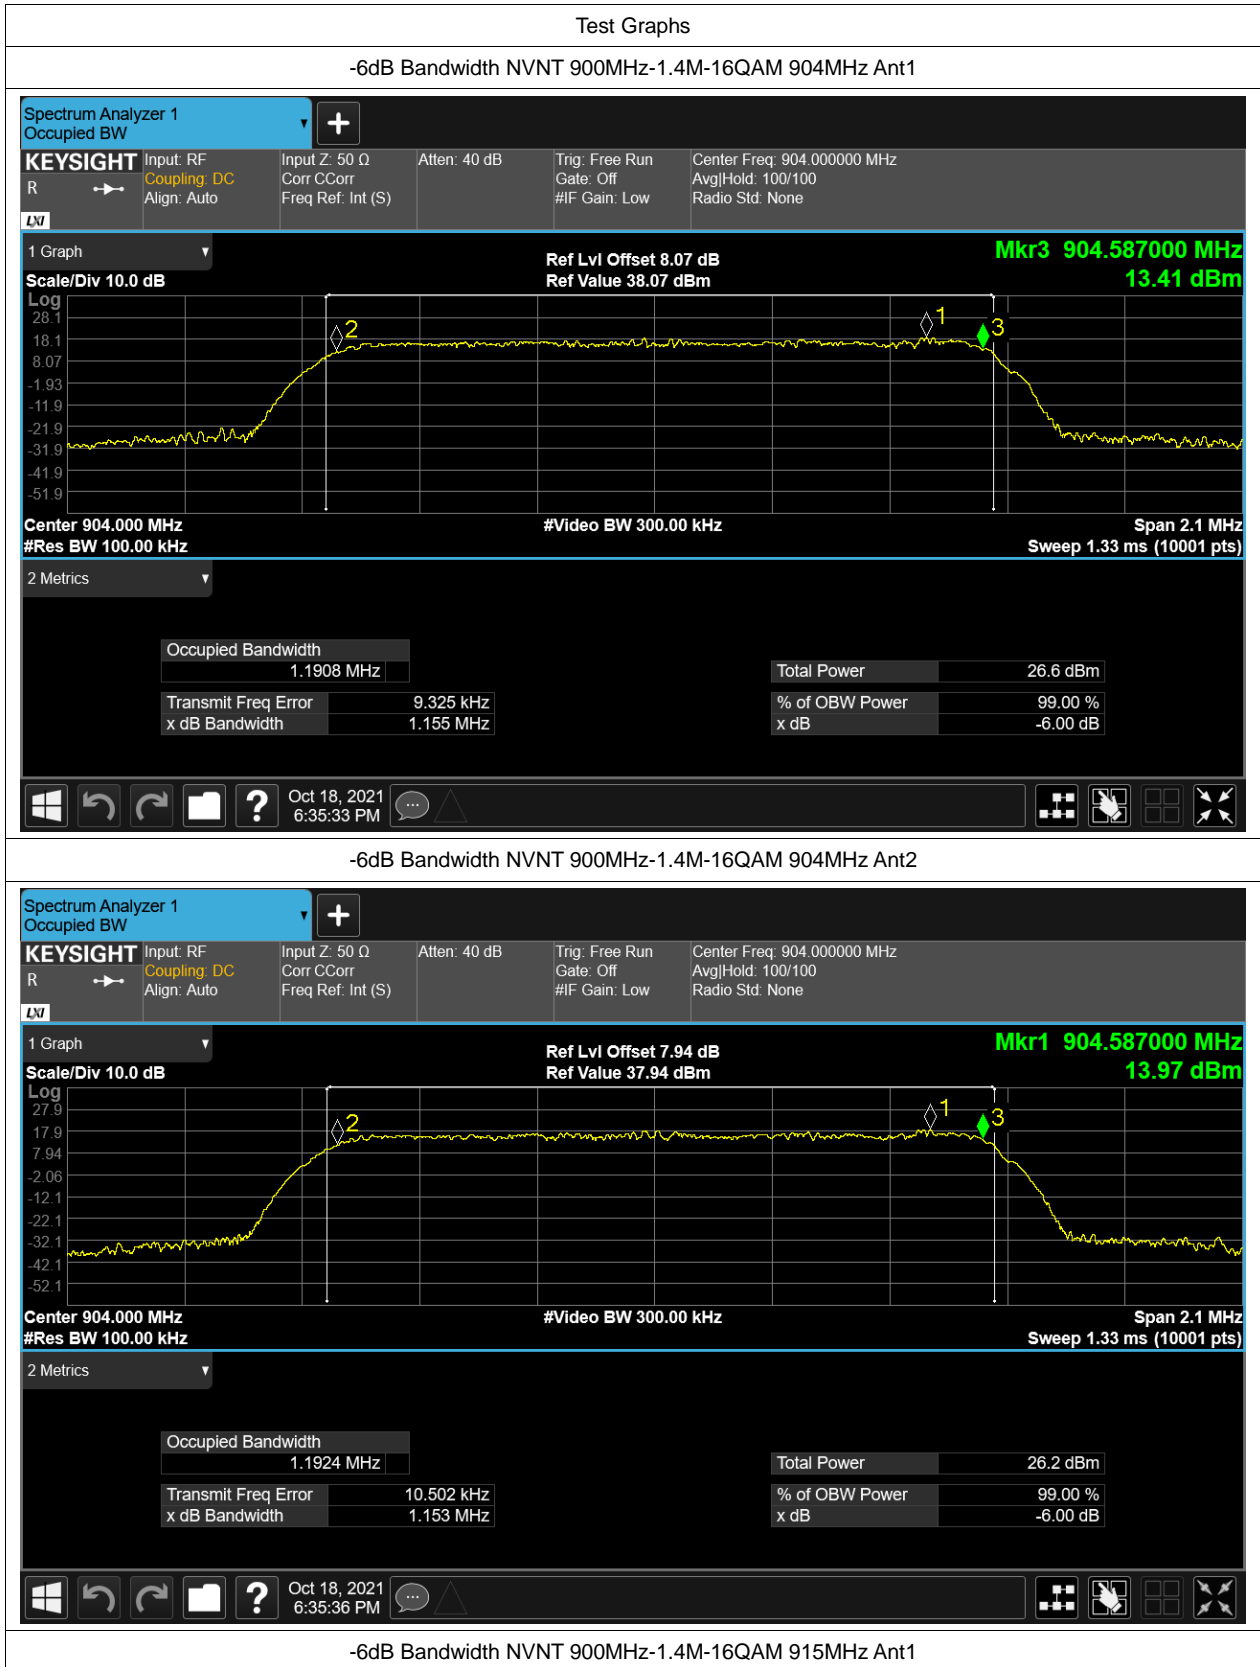 Test Graphs
-6dB Bandwidth NVNT 900MHz-1.4M-16QAM 904MHz Ant1
Spectrum Analyzer 1
Occupied BW
KEYSIGHT Input: RF Input Z: 50 Ω Atten: 40 dB Trig: Free Run Center Freq: 904.000000 MHz
R Coupling: DC Corr CCorr Gate: Off Avg|Hold: 100/100
Align: Auto Freq Ref: Int (S) #IF Gain: Low Radio Std: None
LXI
1 Graph Ref Lvl Offset 8.07 dB Mkr3 904.587000 MHz
Scale/Div 10.0 dB Ref Value 38.07 dBm 13.41 dBm
Log
28.1
18.1
8.07
-1.93
-11.9
-21.9
-31.9
-41.9
-51.9
2
1
3
Center 904.000 MHz #Video BW 300.00 kHz Span 2.1 MHz
#Res BW 100.00 kHz Sweep 1.33 ms (10001 pts)
2 Metrics
Occupied Bandwidth
1.1908 MHz Total Power 26.6 dBm
Transmit Freq Error 9.325 kHz % of OBW Power 99.00 %
x dB Bandwidth 1.155 MHz x dB -6.00 dB
? Oct 18, 2021
6:35:33 PM
-6dB Bandwidth NVNT 900MHz-1.4M-16QAM 904MHz Ant2
Spectrum Analyzer 1
Occupied BW
KEYSIGHT Input: RF Input Z: 50 Ω Atten: 40 dB Trig: Free Run Center Freq: 904.000000 MHz
R Coupling: DC Corr CCorr Gate: Off Avg|Hold: 100/100
Align: Auto Freq Ref: Int (S) #IF Gain: Low Radio Std: None
LXI
1 Graph Ref Lvl Offset 7.94 dB Mkr1 904.587000 MHz
Scale/Div 10.0 dB Ref Value 37.94 dBm 13.97 dBm
Log
27.9
17.9
7.94
-2.06
-12.1
-22.1
-32.1
-42.1
-52.1
2
1
3
Center 904.000 MHz #Video BW 300.00 kHz Span 2.1 MHz
#Res BW 100.00 kHz Sweep 1.33 ms (10001 pts)
2 Metrics
Occupied Bandwidth
1.1924 MHz Total Power 26.2 dBm
Transmit Freq Error 10.502 kHz % of OBW Power 99.00 %
x dB Bandwidth 1.153 MHz x dB -6.00 dB
? Oct 18, 2021
6:35:36 PM
-6dB Bandwidth NVNT 900MHz-1.4M-16QAM 915MHz Ant1